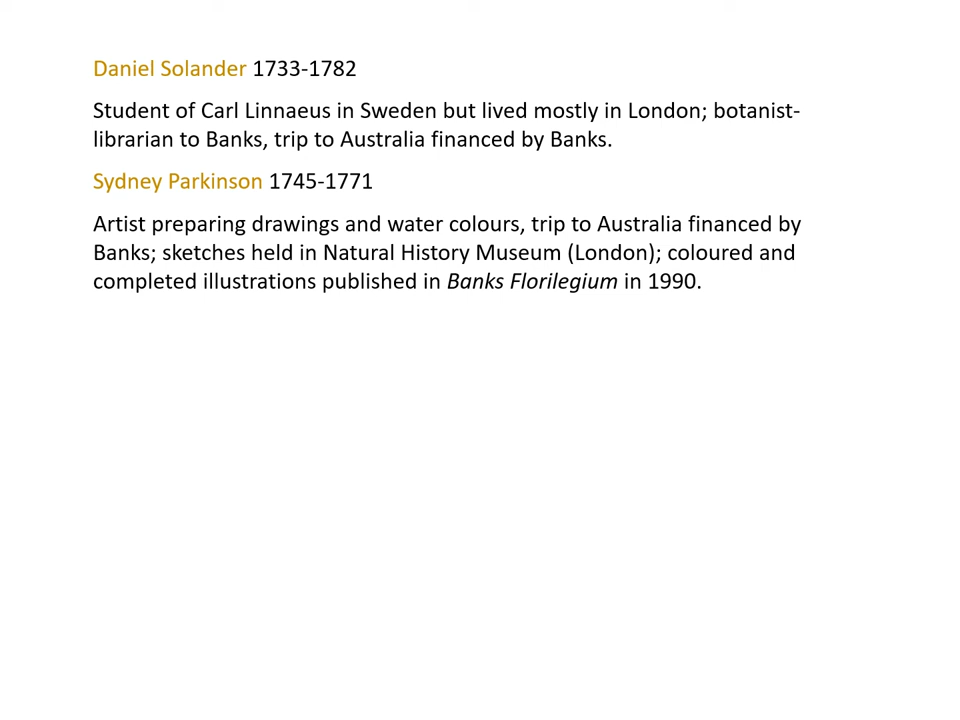 Daniel Solander 1733-1782
Student of Carl Linnaeus in Sweden but lived mostly in London; botanist-
librarian to Banks, trip to Australia financed by Banks.
Sydney Parkinson 1745-1771
Artist preparing drawings and water colours, trip to Australia financed by
Banks; sketches held in Natural History Museum (London); coloured and
completed illustrations published in Banks Florilegium in 1990.